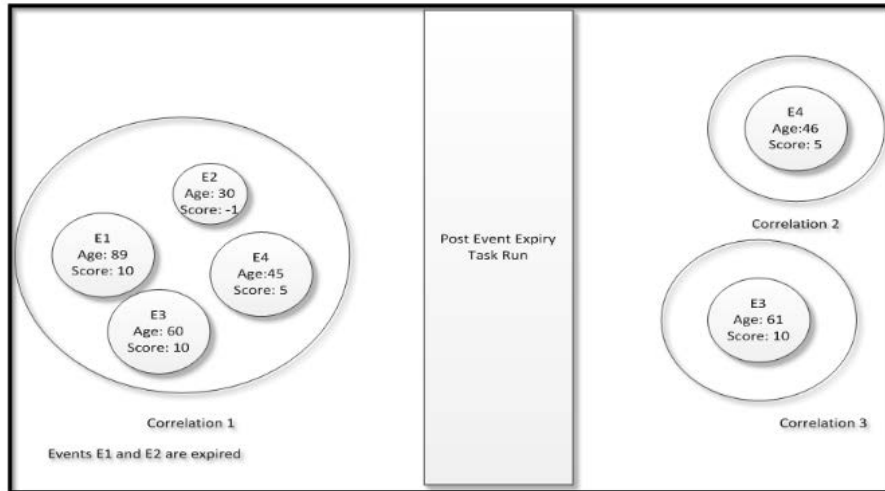 E2
Age: 30
Score: -1
E1
Age: 89
Score: 10
E4
Age:45
Score: 5
E3
Age: 60
Score: 10
Correlation 1
Events E1 and E2 are expired
Post Event Expiry
Task Run
E4
Age:46
Score: 5
Correlation 2
E3
Age: 61
Score: 10
Correlation 3